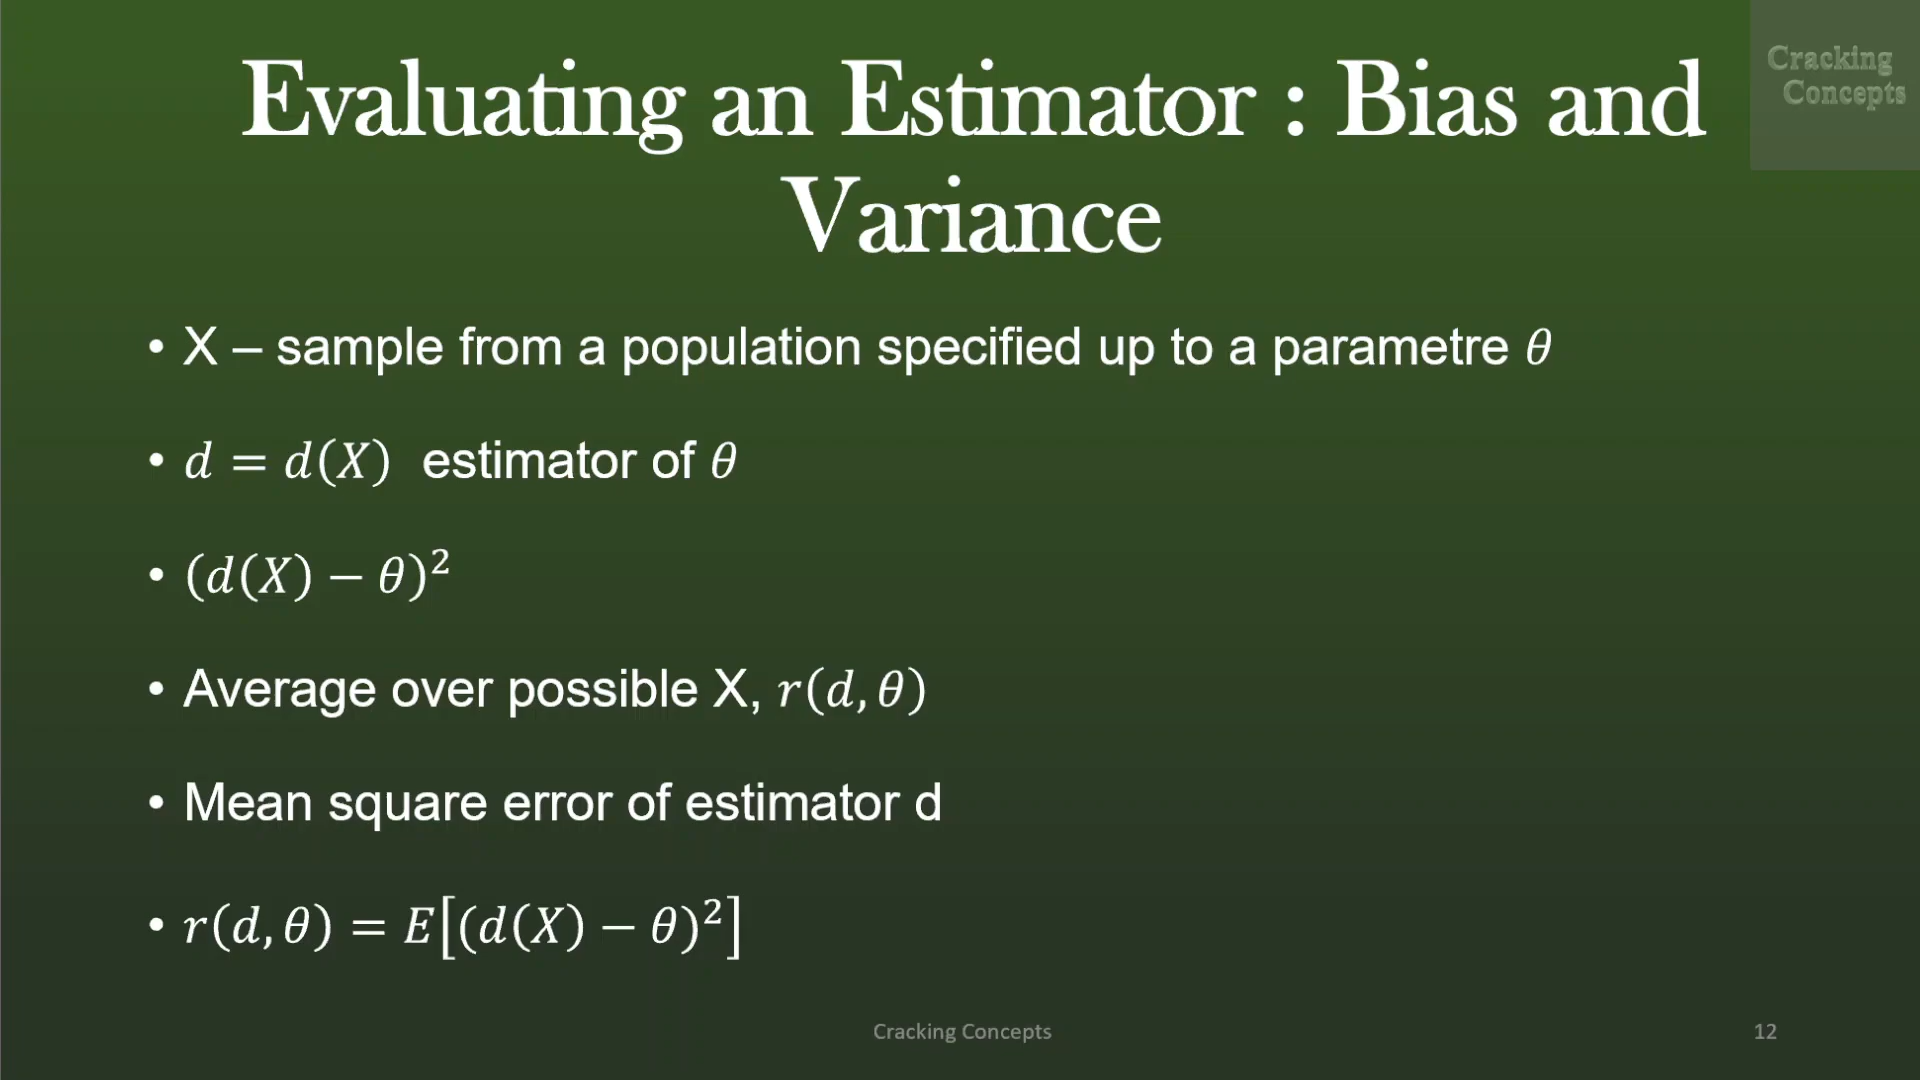 Evaluating an Estimator : Bias and
Variance
Cracking
Concepts
• X – sample from a population specified up to a parametre θ
• d = d(X) estimator of θ
• (d(X) − θ)²
• Average over possible X, r(d, θ)
• Mean square error of estimator d
• r(d, θ) = E[(d(X) − θ)²]
Cracking Concepts
12